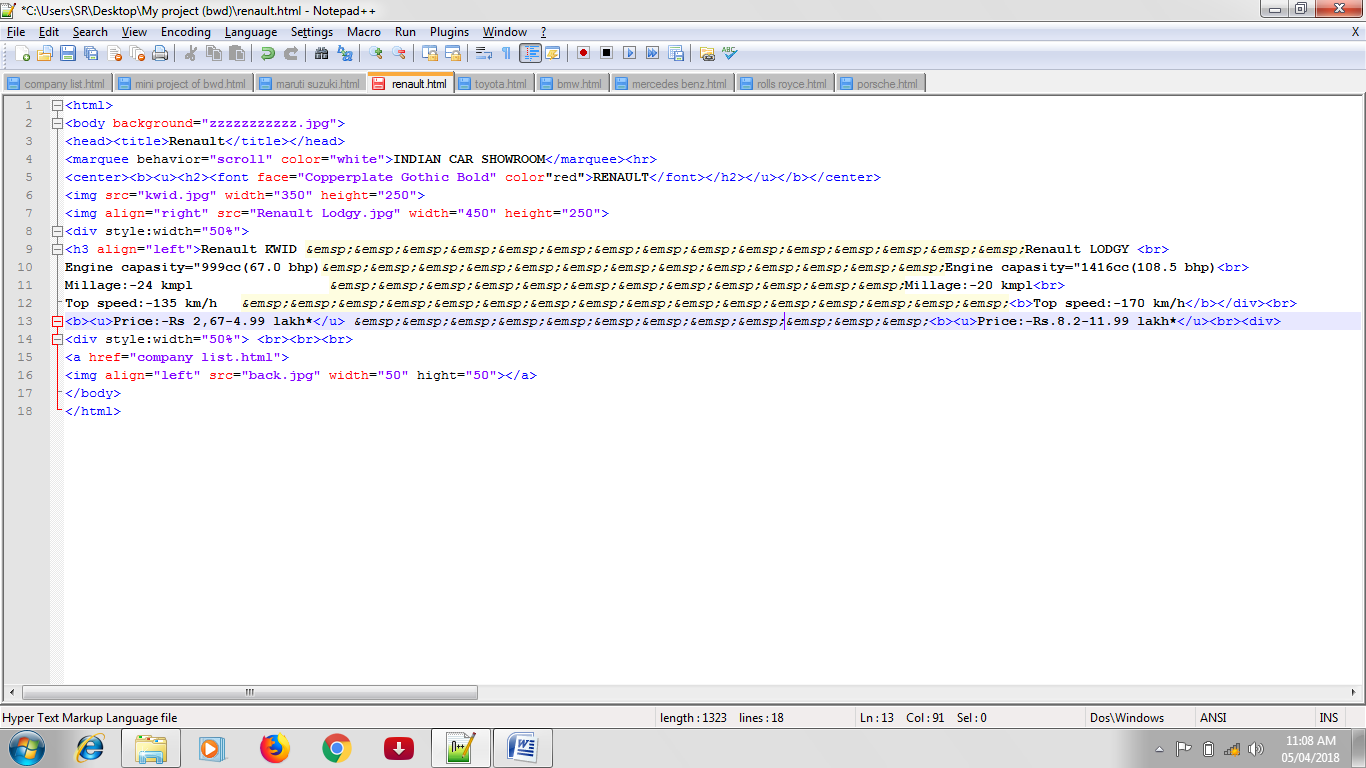 *C:\Users\SR\Desktop\My project (bwd)\renault.html - Notepad++
File Edit Search View Encoding Language Settings Macro Run Plugins Window ? X
company list.html mini project of bwd.html maruti suzuki.html renault.html toyota.html bmw.html mercedes benz.html rolls royce.html porsche.html
1 <html>
2 <body background="zzzzzzzzzzz.jpg">
3 <head><title>Renault</title></head>
4 <marquee behavior="scroll" color="white">INDIAN CAR SHOWROOM</marquee><hr>
5 <center><b><u><h2><font face="Copperplate Gothic Bold" color"red">RENAULT</font></h2></u></b></center>
6 <img src="kwid.jpg" width="350" height="250">
7 <img align="right" src="Renault Lodgy.jpg" width="450" height="250">
8 <div style:width="50%">
9 <h3 align="left">Renault KWID &emsp;&emsp;&emsp;&emsp;&emsp;&emsp;&emsp;&emsp;&emsp;&emsp;&emsp;&emsp;&emsp;&emsp;&emsp;Renault LODGY <br>
10 Engine capasity="999cc(67.0 bhp)&emsp;&emsp;&emsp;&emsp;&emsp;&emsp;&emsp;&emsp;&emsp;&emsp;&emsp;&emsp;&emsp;Engine capasity="1416cc(108.5 bhp)<br>
11 Millage:-24 kmpl &emsp;&emsp;&emsp;&emsp;&emsp;&emsp;&emsp;&emsp;&emsp;&emsp;&emsp;&emsp;Millage:-20 kmpl<br>
12 Top speed:-135 km/h &emsp;&emsp;&emsp;&emsp;&emsp;&emsp;&emsp;&emsp;&emsp;&emsp;&emsp;&emsp;&emsp;&emsp;&emsp;&emsp;<b>Top speed:-170 km/h</b></div><br>
13 <b><u>Price:-Rs 2,67-4.99 lakh*</u> &emsp;&emsp;&emsp;&emsp;&emsp;&emsp;&emsp;&emsp;&emsp;&emsp;&emsp;&emsp;<b><u>Price:-Rs.8.2-11.99 lakh*</u><br><div>
14 <div style:width="50%"> <br><br><br>
15 <a href="company list.html">
16 <img align="left" src="back.jpg" width="50" hight="50"></a>
17 </body>
18 </html>
Hyper Text Markup Language file length : 1323 lines : 18 Ln : 13 Col : 91 Sel : 0 Dos\Windows ANSI INS
11:08 AM
05/04/2018